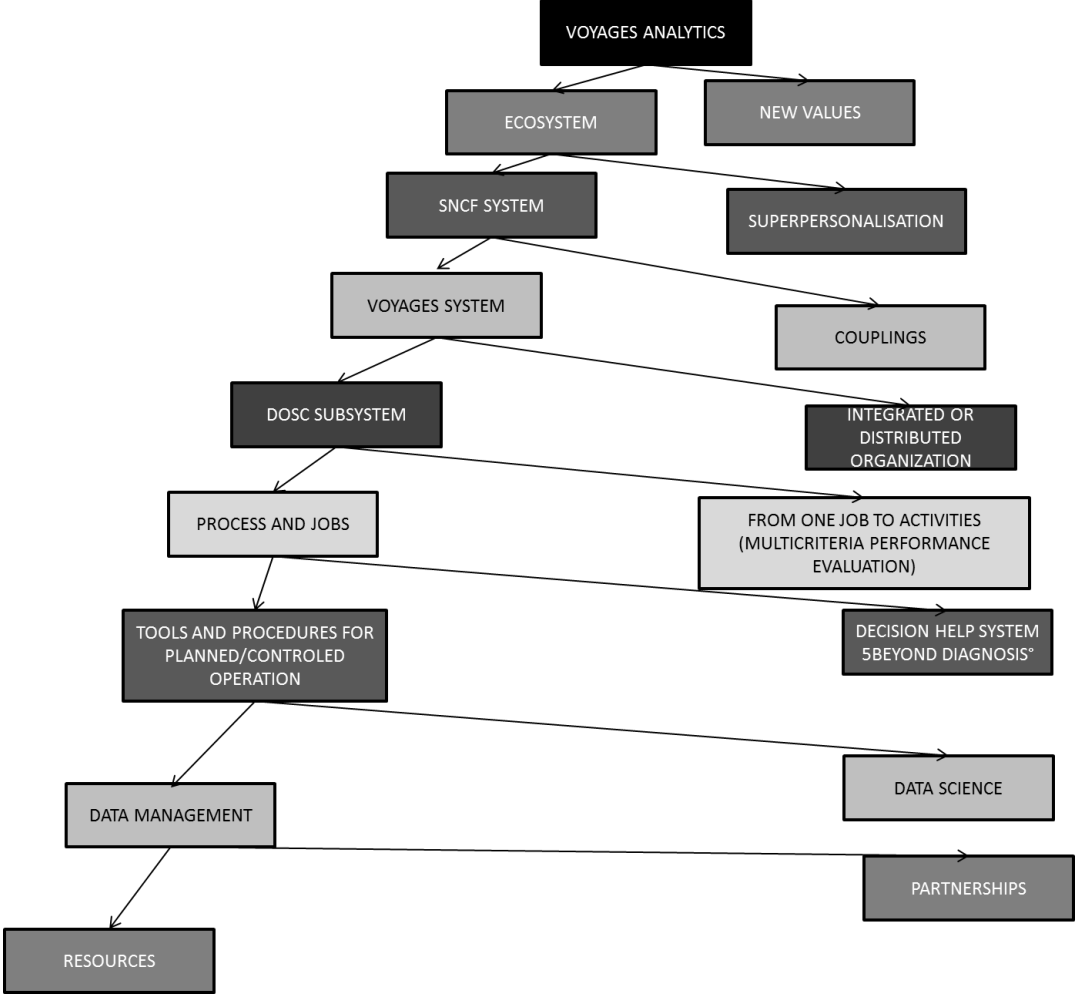 VOYAGES ANALYTICS
ECOSYSTEM
NEW VALUES
SNCF SYSTEM
SUPERPERSONALISATION
VOYAGES SYSTEM
COUPLINGS
DOSC SUBSYSTEM
INTEGRATED OR
DISTRIBUTED
ORGANIZATION
PROCESS AND JOBS
FROM ONE JOB TO ACTIVITIES
(MULTICRITERIA PERFORMANCE
EVALUATION)
TOOLS AND PROCEDURES FOR
PLANNED/CONTROLED
OPERATION
DECISION HELP SYSTEM
5BEYOND DIAGNOSIS°
DATA MANAGEMENT
DATA SCIENCE
PARTNERSHIPS
RESOURCES